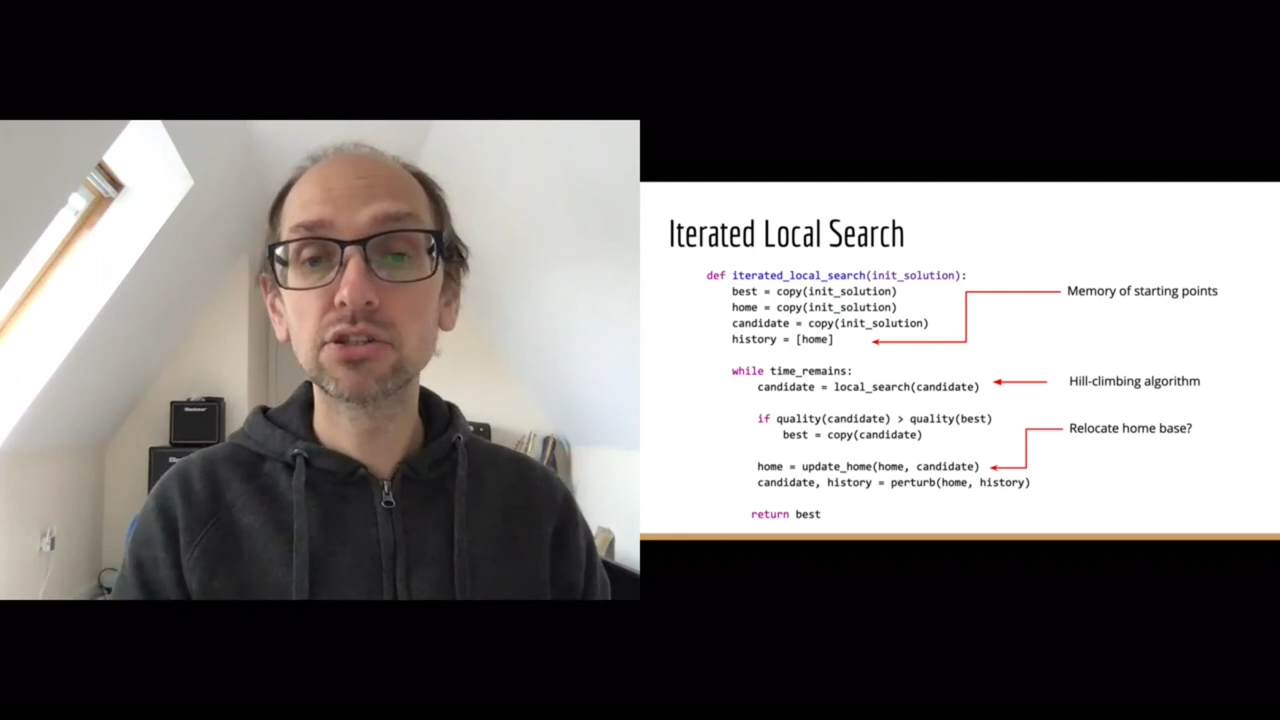 Iterated Local Search
def iterated_local_search(init_solution):
best = copy(init_solution)
home = copy(init_solution)
candidate = copy(init_solution)
history = [home]
while time_remains:
candidate = local_search(candidate)
if quality(candidate) > quality(best)
best = copy(candidate)
home = update_home(home, candidate)
candidate, history = perturb(home, history)
return best
Memory of starting points
Hill-climbing algorithm
Relocate home base?